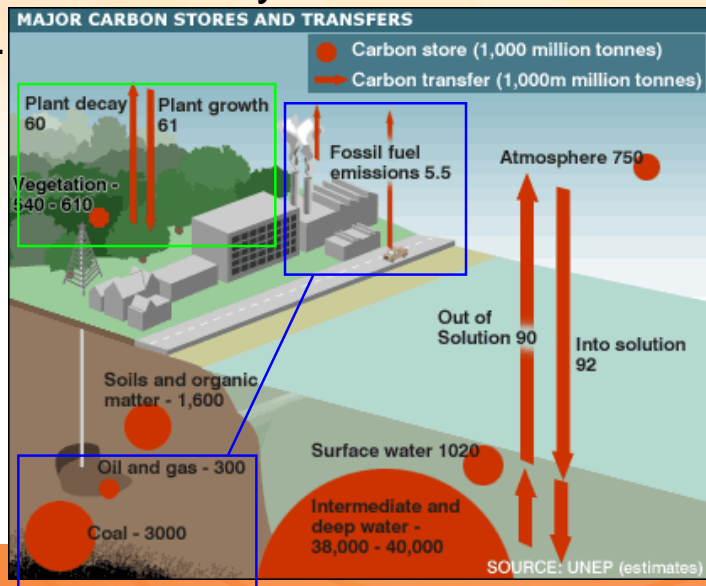 MAJOR CARBON STORES AND TRANSFERS
Carbon store (1,000 million tonnes)
Carbon transfer (1,000m million tonnes)
Plant decay
60
Plant growth
61
Fossil fuel
emissions 5.5
Atmosphere 750
Vegetation -
540 - 610
Out of
Solution 90
Into solution
92
Soils and organic
matter - 1,600
Oil and gas - 300
Surface water 1020
Coal - 3000
Intermediate and
deep water -
38,000 - 40,000
SOURCE: UNEP (estimates)